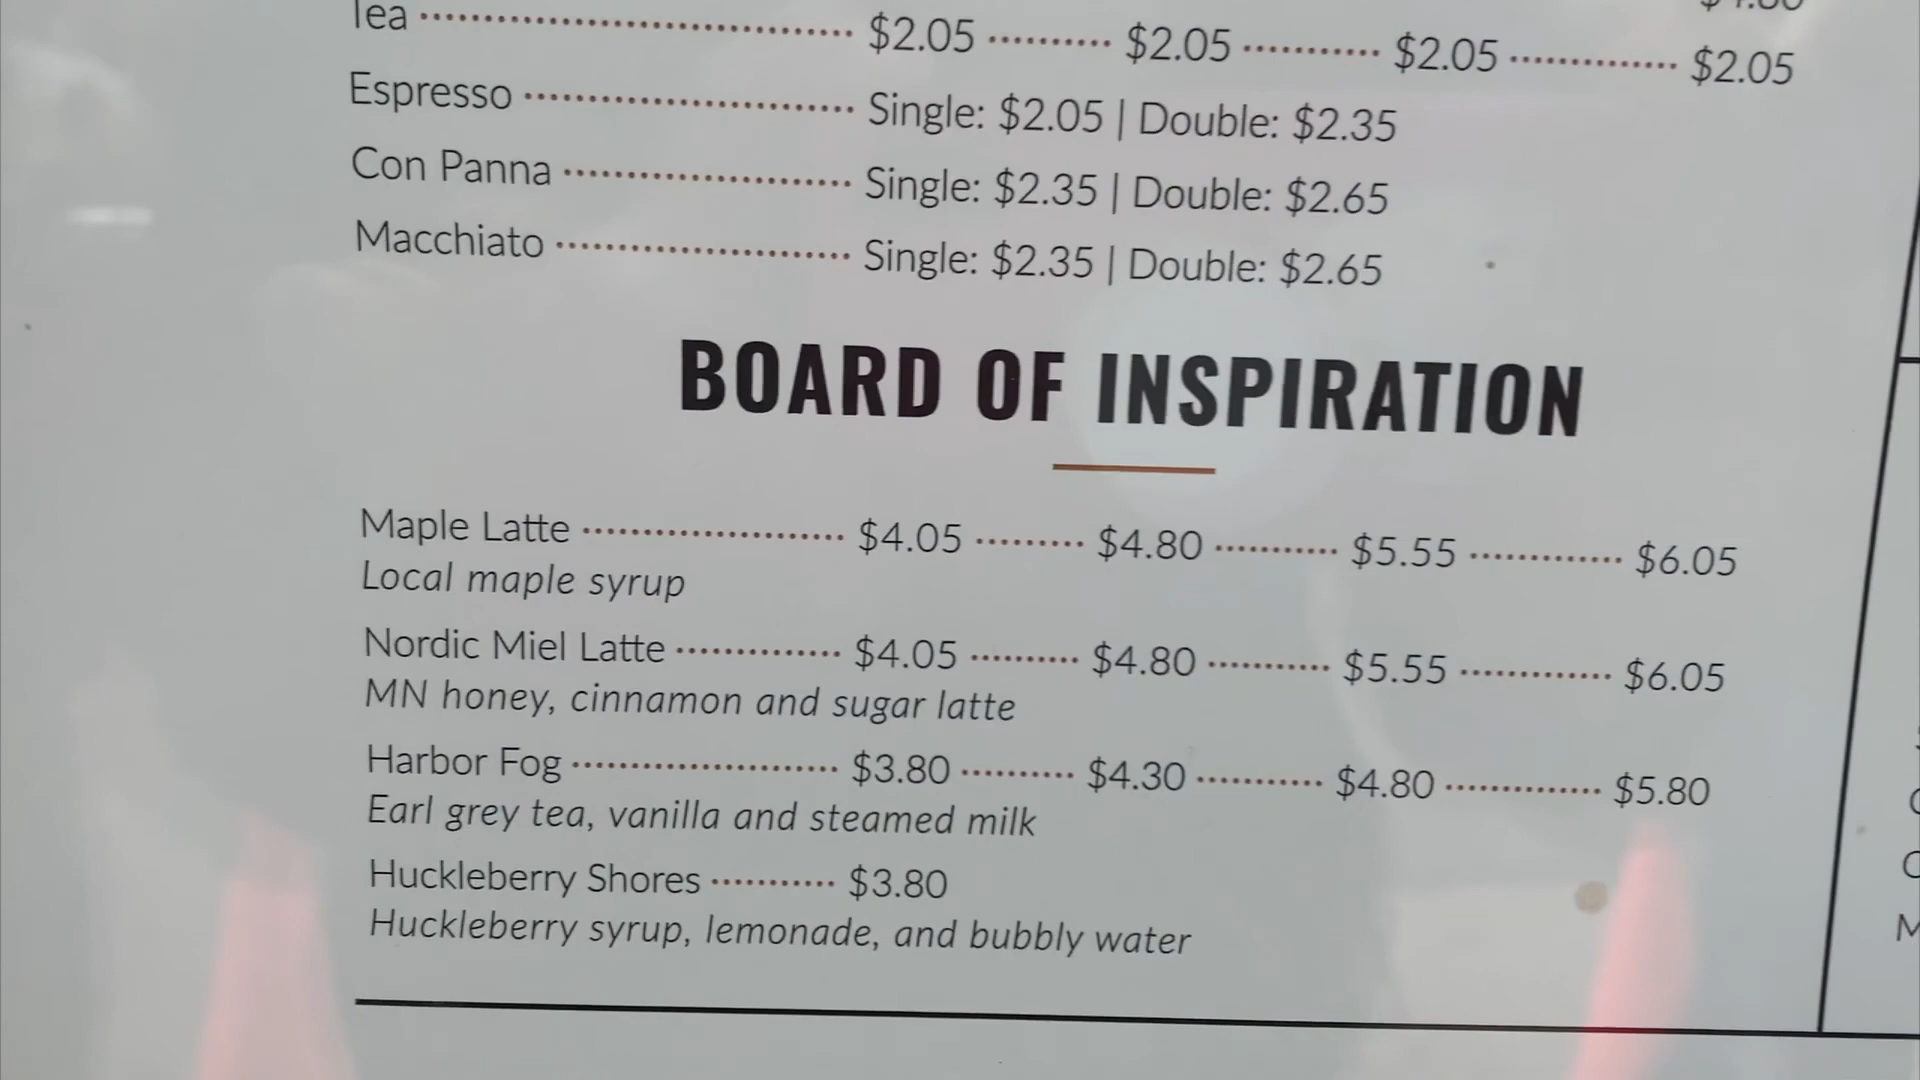 Tea $2.05 $2.05 $2.05 $2.05
Espresso Single: $2.05 | Double: $2.35
Con Panna Single: $2.35 | Double: $2.65
Macchiato Single: $2.35 | Double: $2.65
BOARD OF INSPIRATION
Maple Latte $4.05 $4.80 $5.55 $6.05
Local maple syrup
Nordic Miel Latte $4.05 $4.80 $5.55 $6.05
MN honey, cinnamon and sugar latte
Harbor Fog $3.80 $4.30 $4.80 $5.80
Earl grey tea, vanilla and steamed milk
Huckleberry Shores $3.80
Huckleberry syrup, lemonade, and bubbly water